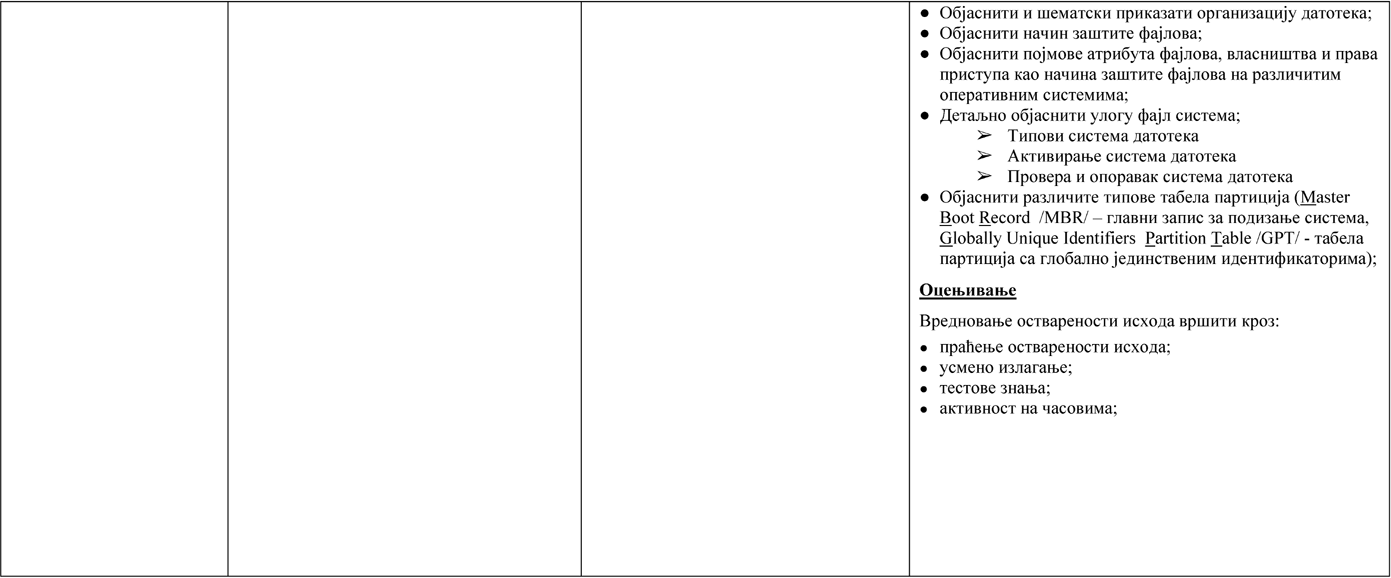 ● Објаснити и шематски приказати организацију датотека;
● Објаснити начин заштите фајлова;
● Објаснити појмове атрибута фајлова, власништва и права
приступа као начина заштите фајлова на различитим
оперативним системима;
● Детаљно објаснити улогу фајл система;
➢ Типови система датотека
➢ Активирање система датотека
➢ Провера и опоравак система датотека
● Објаснити различите типове табела партиција (Master
Boot Record /MBR/ – главни запис за подизање система,
Globally Unique Identifiers Partition Table /GPT/ - табела
партиција са глобално јединственим идентификаторима);
Оцењивање
Вредновање остварености исхода вршити кроз:
● праћење остварености исхода;
● усмено излагање;
● тестове знања;
● активност на часовима;